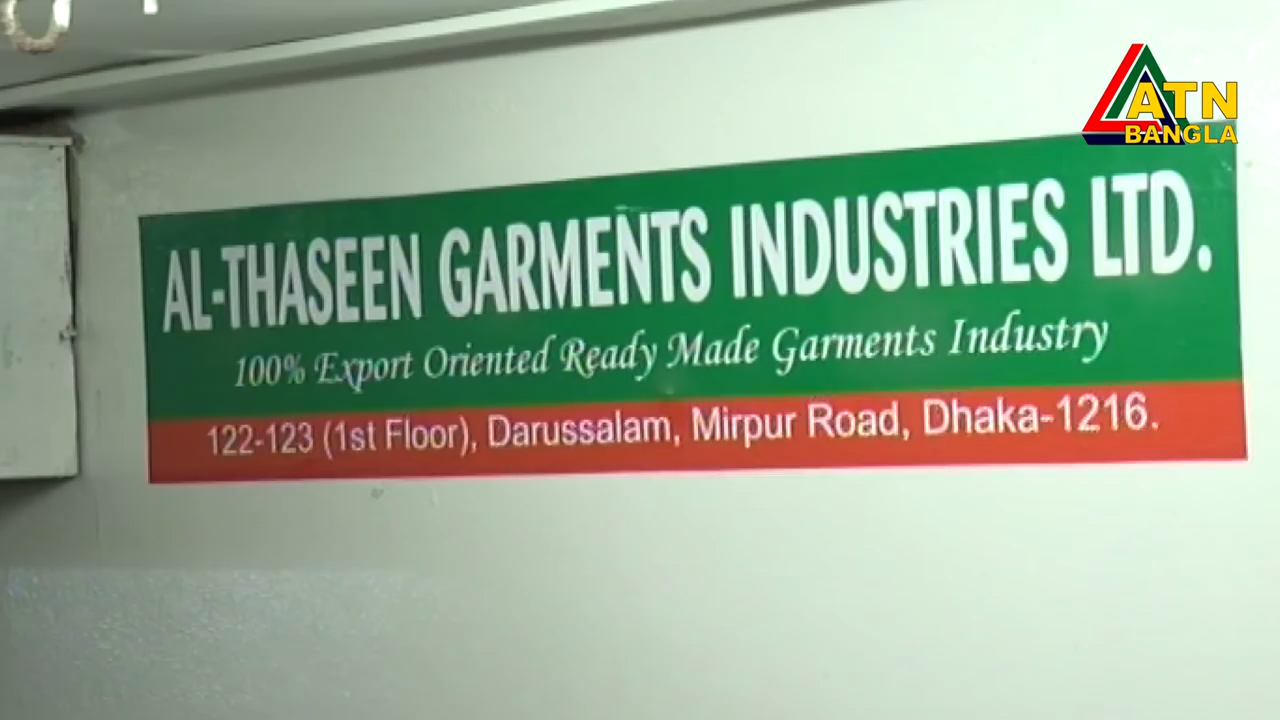 ATN
BANGLA
AL-THASEEN GARMENTS INDUSTRIES LTD.
100% Export Oriented Ready Made Garments Industry
122-123 (1st Floor), Darussalam, Mirpur Road, Dhaka-1216.